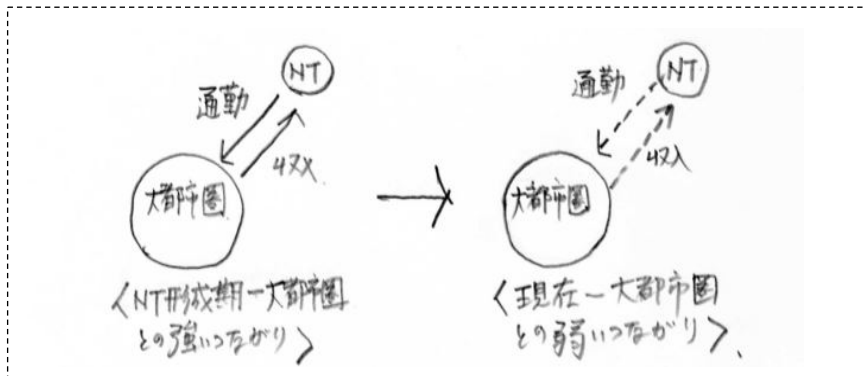 NT
通勤
収入
大都市圏
〈NT形成期ー大都市圏
との強いつながり〉
NT
通勤
収入
大都市圏
〈現在ー大都市圏
との弱いつながり〉、